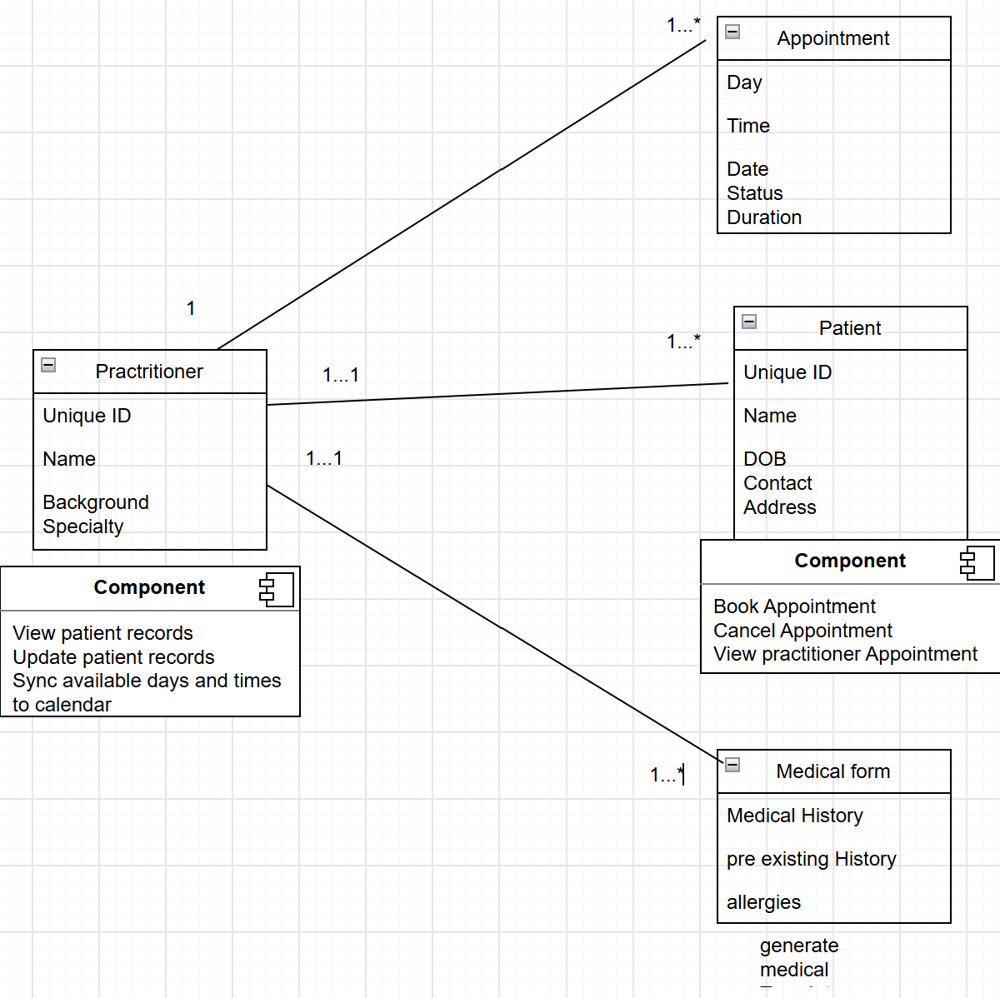 1...*
Appointment
Day
Time
Date
Status
Duration
1
Practritioner
Unique ID
Name
Background
Specialty
1...1
1...*
1...1
Patient
Unique ID
Name
DOB
Contact
Address
Component
View patient records
Update patient records
Sync available days and times
to calendar
Component
Book Appointment
Cancel Appointment
View practitioner Appointment
1...*
Medical form
Medical History
pre existing History
allergies
generate
medical